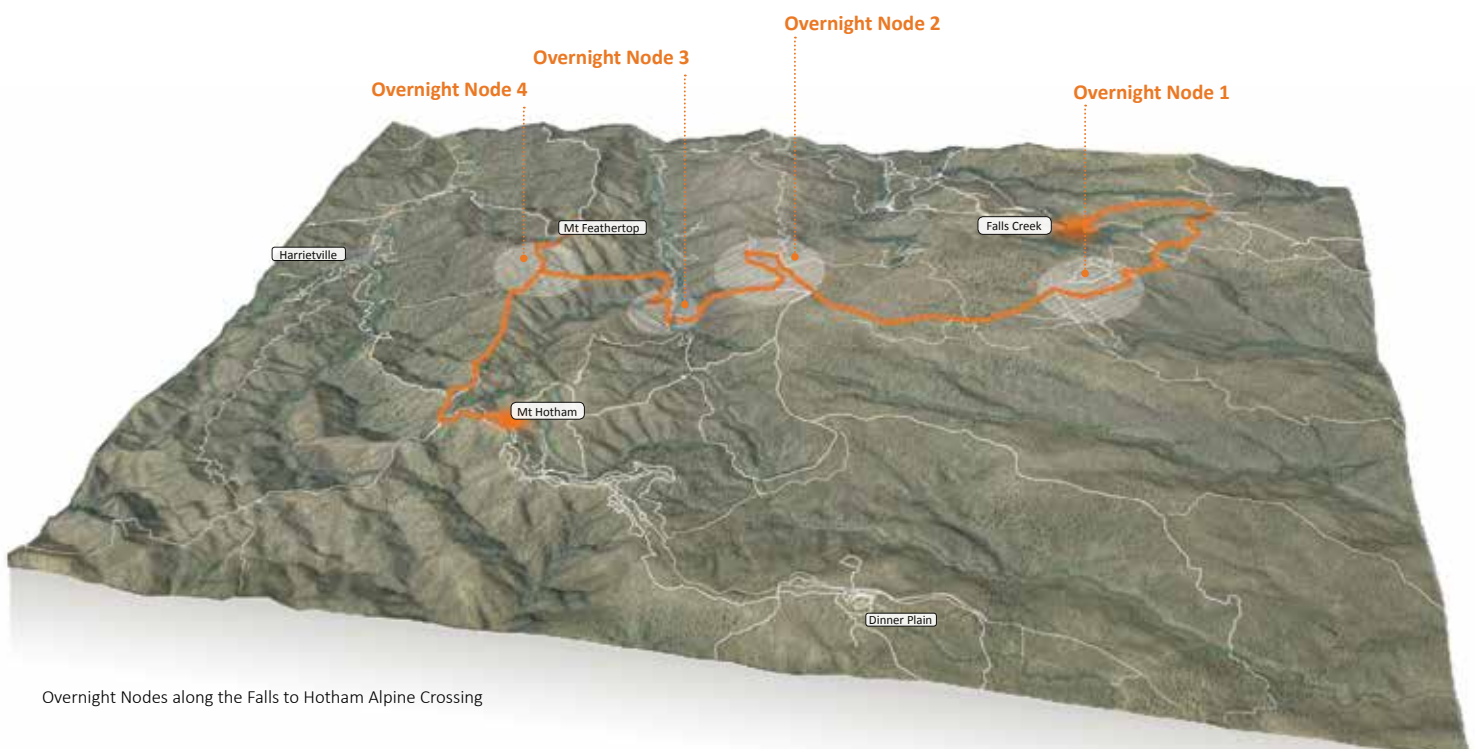 Overnight Node 2
Overnight Node 3
Overnight Node 4
Overnight Node 1
Mt Feathertop
Falls Creek
Harrietville
Mt Hotham
Dinner Plain
Overnight Nodes along the Falls to Hotham Alpine Crossing